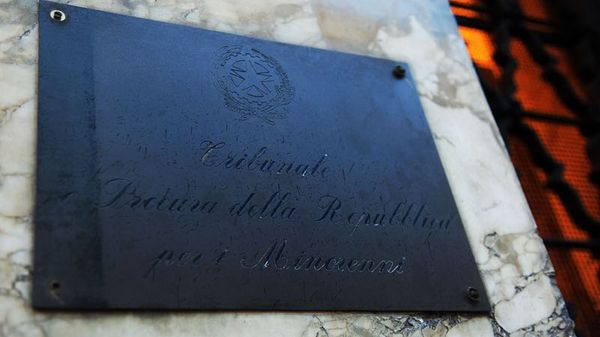 Tribunale
e Procura della Repubblica
per i Minorenni